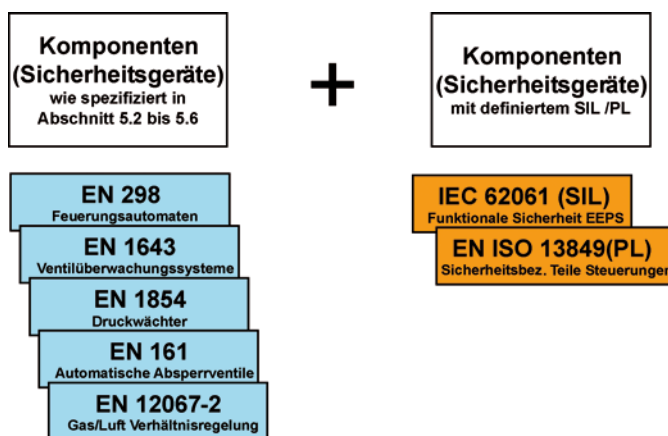 Komponenten
(Sicherheitsgeräte)
wie spezifiziert in
Abschnitt 5.2 bis 5.6
+
Komponenten
(Sicherheitsgeräte)
mit definiertem SIL /PL
EN 298
Feuerungsautomaten
EN 1643
Ventilüberwachungssysteme
EN 1854
Druckwächter
EN 161
Automatische Absperrventile
EN 12067-2
Gas/Luft Verhältnisregelung
IEC 62061 (SIL)
Funktionale Sicherheit EEPS
EN ISO 13849(PL)
Sicherheitsbez. Teile Steuerungen